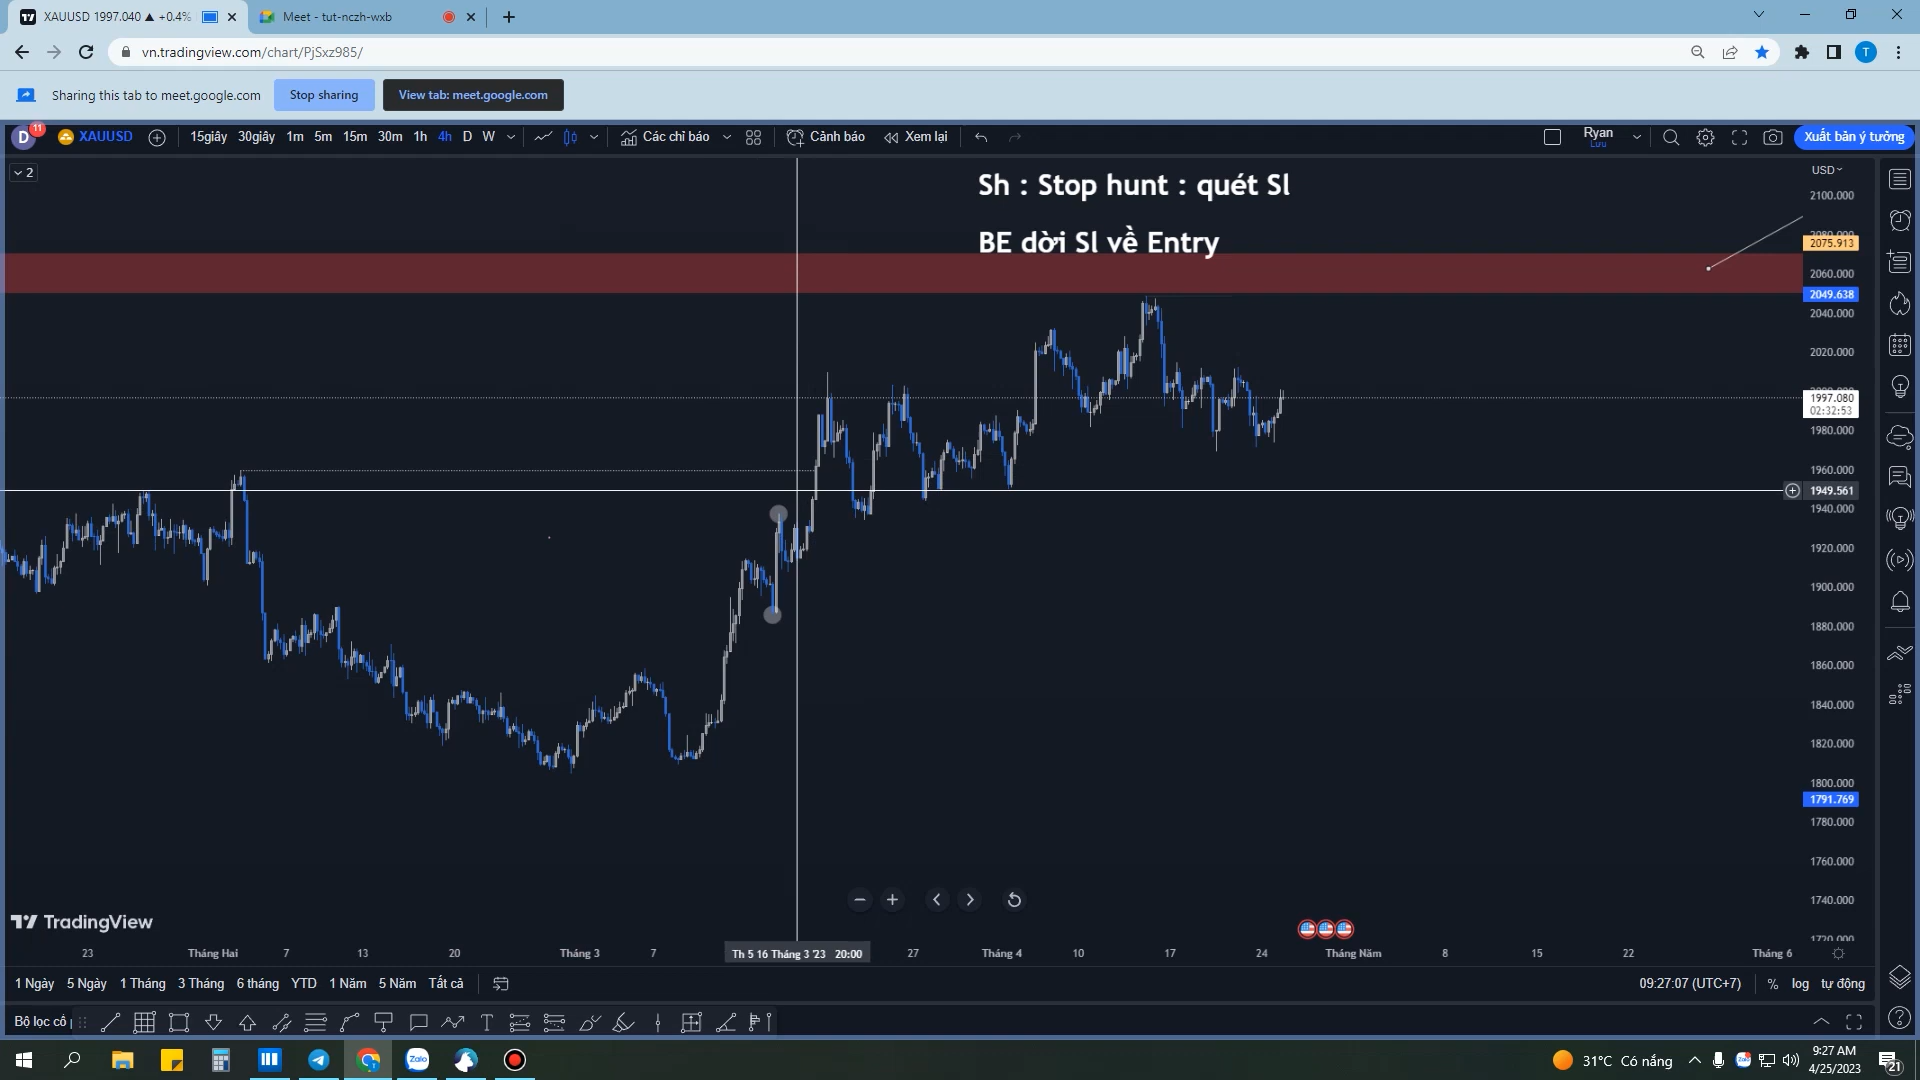 XAUUSD 1997.040 ▲ +0.4%
Meet - tut-nczh-wxb
vn.tradingview.com/chart/PjSxz985/
T
Sharing this tab to meet.google.com
Stop sharing
View tab: meet.google.com
D
11
XAUUSD
15giây 30giây 1m 5m 15m 30m 1h 4h D W
Các chỉ báo
Cảnh báo
Xem lại
Ryan
Lưu
Xuất bản ý tưởng
2
Sh : Stop hunt : quét Sl
BE dời Sl về Entry
USD
2100.000
2075.913
2060.000
2049.638
2040.000
2020.000
1997.080
02:32:53
1980.000
1960.000
1949.561
1940.000
1920.000
1900.000
1880.000
1860.000
1840.000
1820.000
1800.000
1791.769
1780.000
1760.000
1740.000
TradingView
23 Tháng Hai 7 13 20 Tháng 3 7 Th 5 16 Tháng 3 '23 20:00 27 Tháng 4 10 17 24 Tháng Năm 8 15 22 Tháng 6
1 Ngày 5 Ngày 1 Tháng 3 Tháng 6 tháng YTD 1 Năm 5 Năm Tất cả
09:27:07 (UTC+7) % log tự động
Bộ lọc cổ
Zalo
31°C Có nắng
9:27 AM
4/25/2023
21